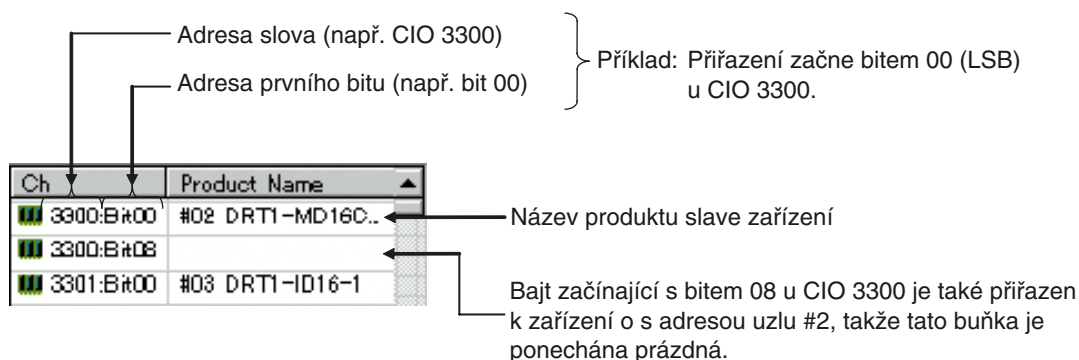 Adresa slova (např. CIO 3300)
Adresa prvního bitu (např. bit 00)
Příklad: Přiřazení začne bitem 00 (LSB)
u CIO 3300.
Ch Product Name
3300:Bit00 #02 DRT1-MD16C..
3300:Bit08
3301:Bit00 #03 DRT1-ID16-1
Název produktu slave zařízení
Bajt začínající s bitem 08 u CIO 3300 je také přiřazen
k zařízení o s adresou uzlu #2, takže tato buňka je
ponechána prázdná.